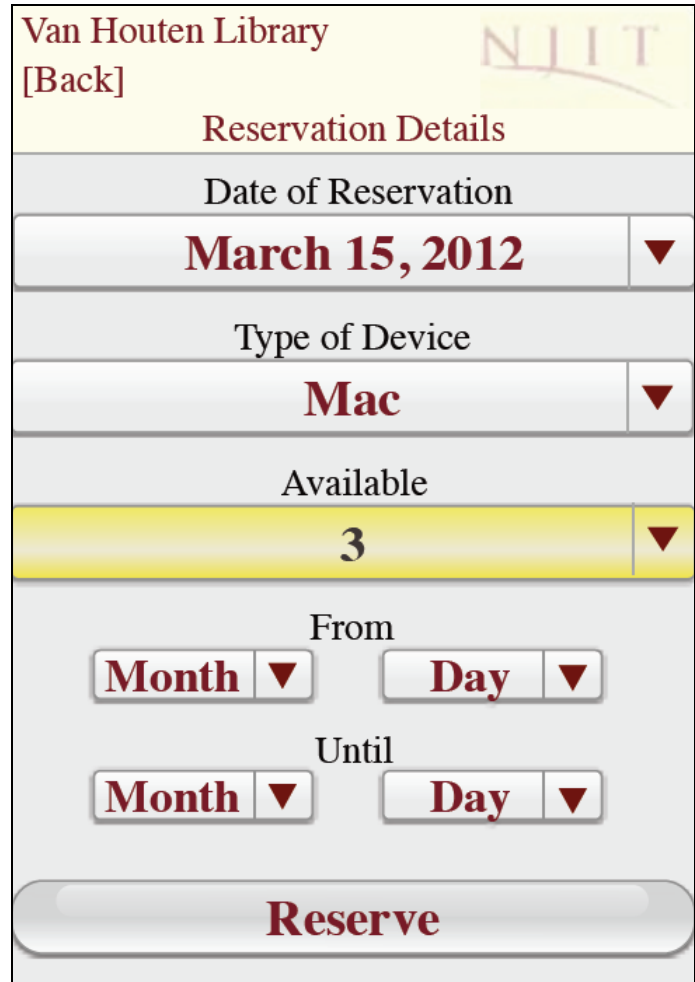 Van Houten Library
NJIT
[Back]
Reservation Details
Date of Reservation
March 15, 2012
Type of Device
Mac
Available
3
From
Month Day
Until
Month Day
Reserve